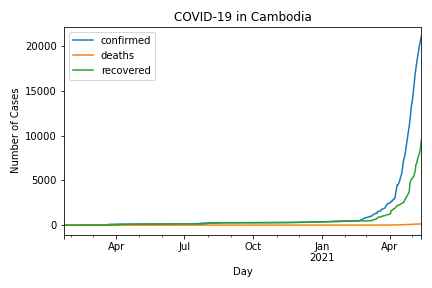 COVID-19 in Cambodia
confirmed
deaths
recovered
20000
15000
10000
5000
0
Number of Cases
Apr
Jul
Oct
Jan
2021
Apr
Day